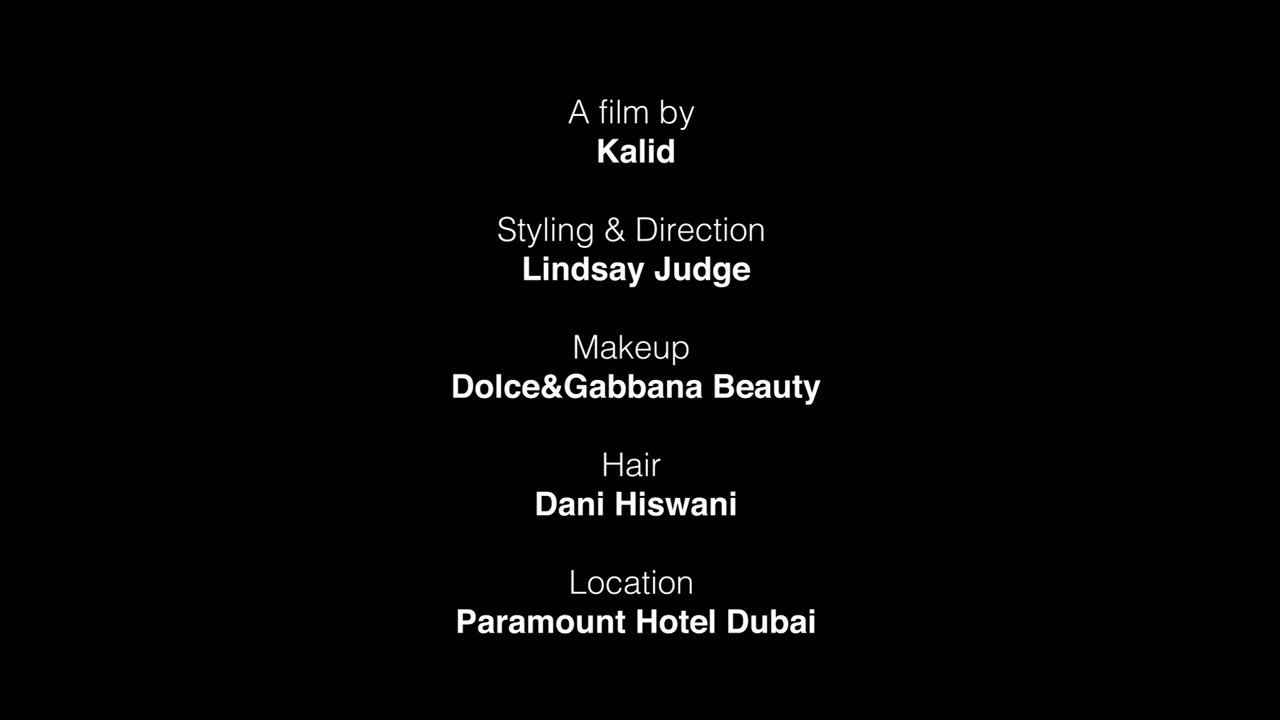 A film by
Kalid
Styling & Direction
Lindsay Judge
Makeup
Dolce&Gabbana Beauty
Hair
Dani Hiswani
Location
Paramount Hotel Dubai